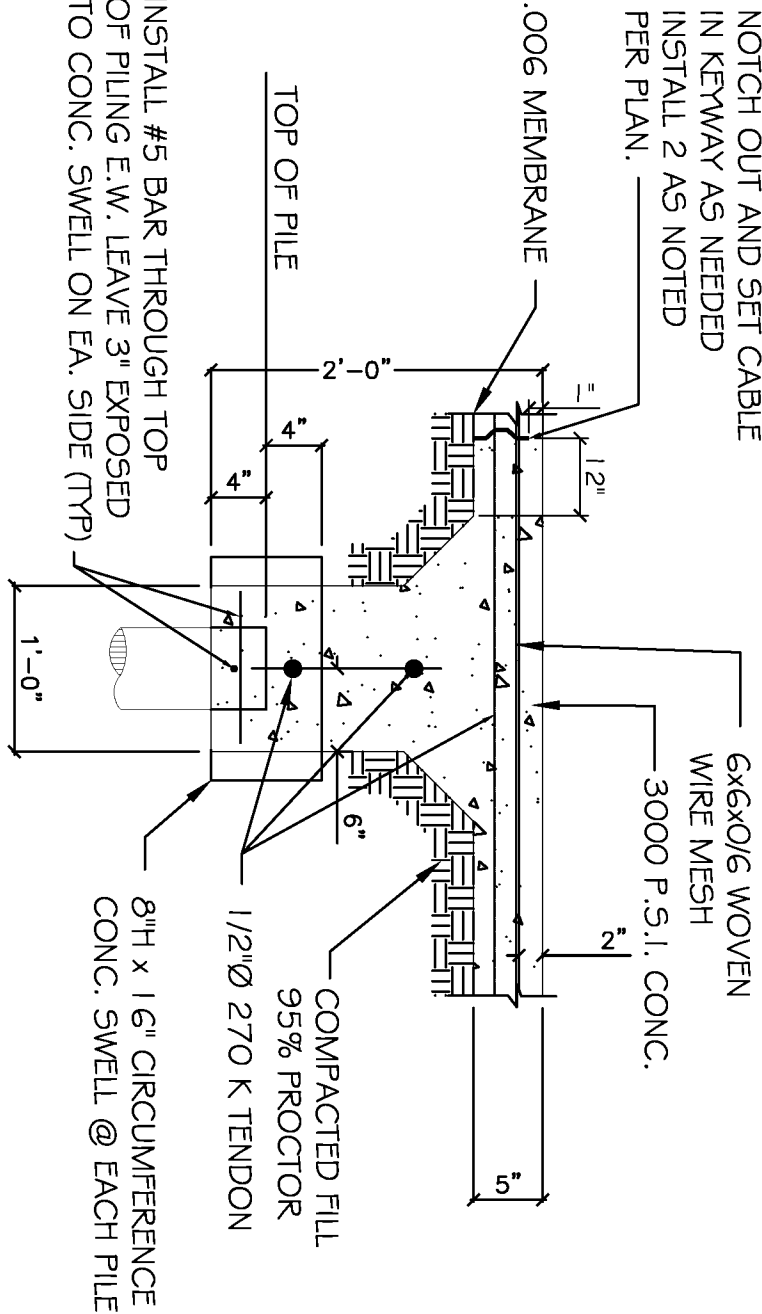 NOTCH OUT AND SET CABLE
IN KEYWAY AS NEEDED
INSTALL 2 AS NOTED
PER PLAN.
.006 MEMBRANE
TOP OF PILE
INSTALL #5 BAR THROUGH TOP
OF PILING E.W. LEAVE 3" EXPOSED
TO CONC. SWELL ON EA. SIDE (TYP)
2'-0"
1"
12"
4"
4"
1'-0"
6"
2"
5"
6x6x0/6 WOVEN
WIRE MESH
3000 P.S.I. CONC.
COMPACTED FILL
95% PROCTOR
1/2"Ø 270 K TENDON
8"H x 16" CIRCUMFERENCE
CONC. SWELL @ EACH PILE